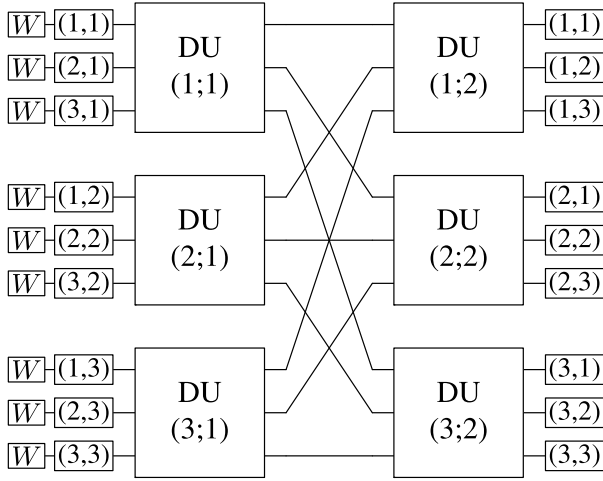 W (1,1) DU (1;1) DU (1;2) (1,1)
W (2,1) (1,2)
W (3,1) (1,3)
W (1,2) DU (2;1) DU (2;2) (2,1)
W (2,2) (2,2)
W (3,2) (2,3)
W (1,3) DU (3;1) DU (3;2) (3,1)
W (2,3) (3,2)
W (3,3) (3,3)